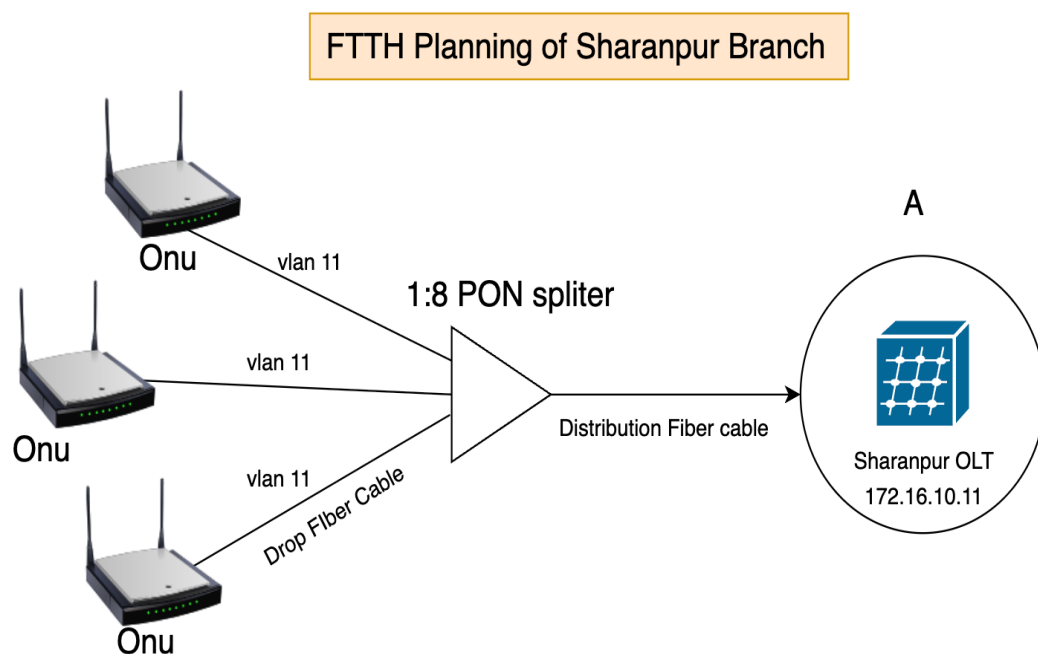 FTTH Planning of Sharanpur Branch
A
Onu
vlan 11
1:8 PON spliter
vlan 11
Onu
Distribution Fiber cable
Sharanpur OLT
172.16.10.11
vlan 11
Drop FIber Cable
Onu